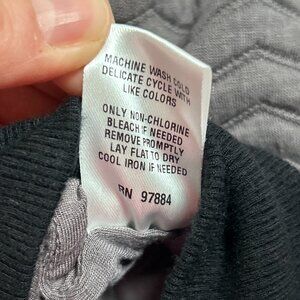 MACHINE WASH COLD
DELICATE CYCLE WITH
LIKE COLORS
ONLY NON-CHLORINE
BLEACH IF NEEDED
REMOVE PROMPTLY
LAY FLAT TO DRY
COOL IRON IF NEEDED
RN 97884